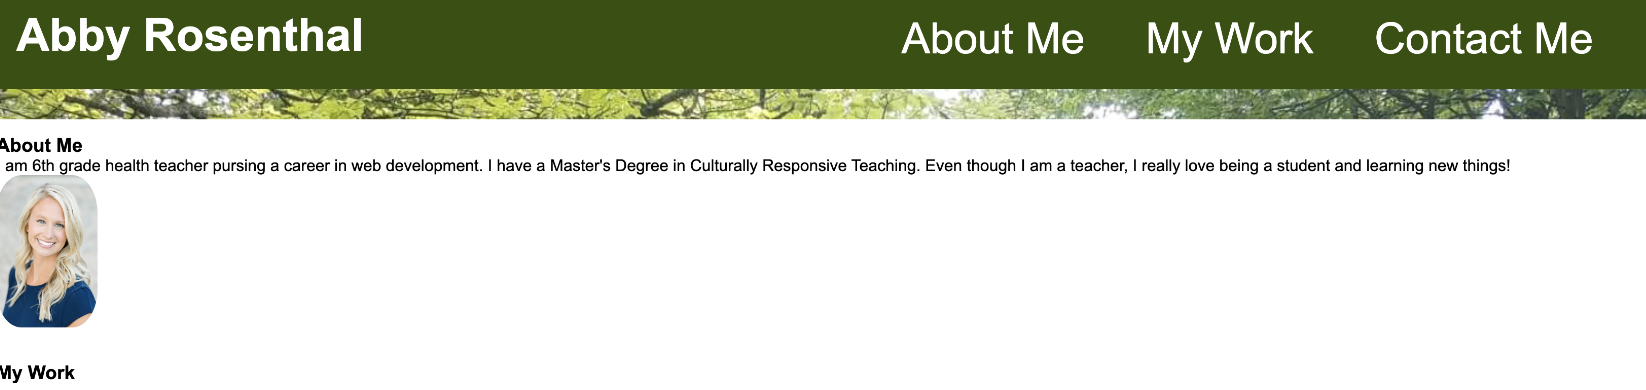 Abby Rosenthal About Me My Work Contact Me
About Me
am 6th grade health teacher pursing a career in web development. I have a Master's Degree in Culturally Responsive Teaching. Even though I am a teacher, I really love being a student and learning new things!
My Work